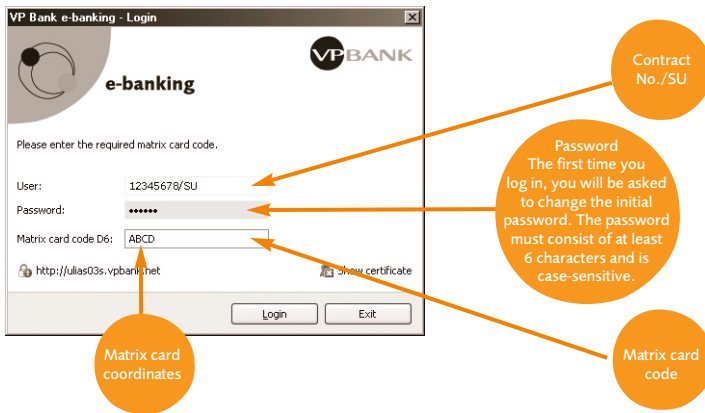 VP Bank e-banking - Login
VPBANK
e-banking
Please enter the required matrix card code.
User: 12345678/SU
Password: ••••••
Matrix card code D6: ABCD
http://ulias03s.vpbank.net
Show certificate
Login
Exit
Contract
No./SU
Password
The first time you
log in, you will be asked
to change the initial
password. The password
must consist of at least
6 characters and is
case-sensitive.
Matrix card
coordinates
Matrix card
code